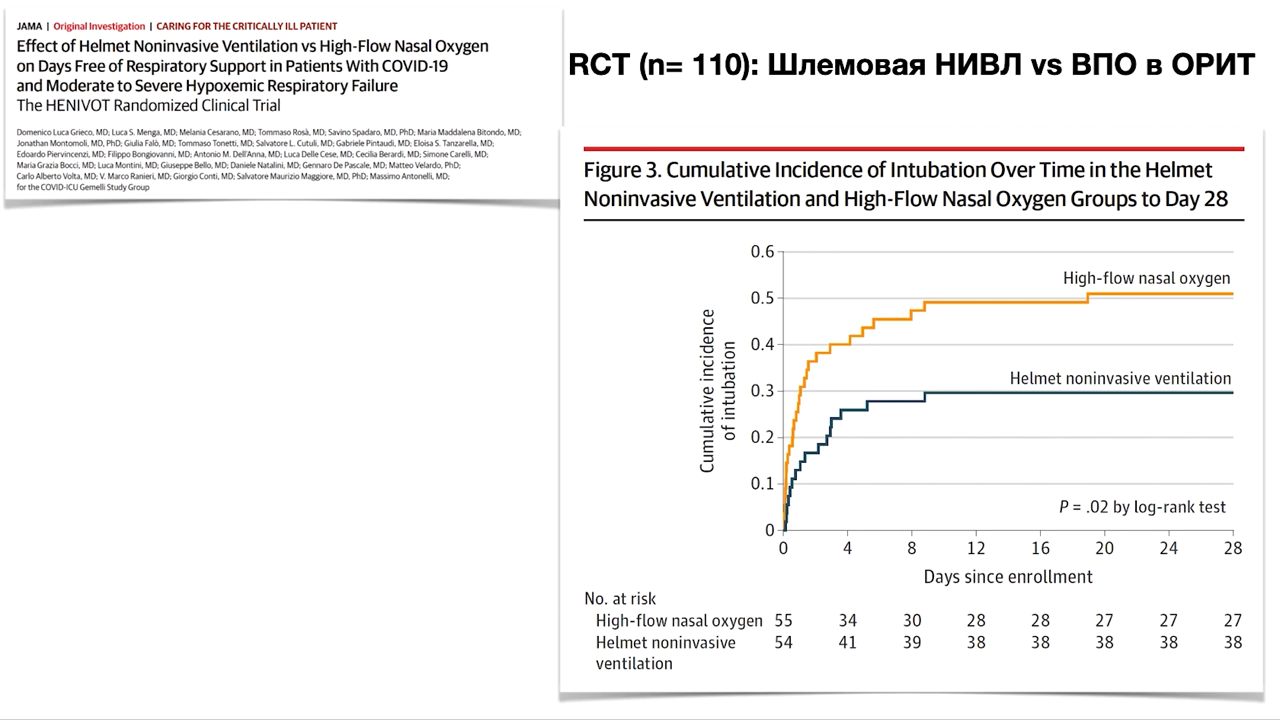 JAMA | Original Investigation | CARING FOR THE CRITICALLY ILL PATIENT
Effect of Helmet Noninvasive Ventilation vs High-Flow Nasal Oxygen
on Days Free of Respiratory Support in Patients With COVID-19
and Moderate to Severe Hypoxemic Respiratory Failure
The HENIVOT Randomized Clinical Trial
Domenico Luca Grieco, MD; Luca S. Menga, MD; Melania Cesarano, MD; Tommaso Rosà, MD; Savino Spadaro, MD, PhD; Maria Maddalena Bitondo, MD;
Jonathan Montomoli, MD, PhD; Giulia Falò, MD; Tommaso Tonetti, MD; Salvatore L. Cutuli, MD; Gabriele Pintaudi, MD; Eloisa S. Tanzarella, MD;
Edoardo Piervincenzi, MD; Filippo Bongiovanni, MD; Antonio M. Dell'Anna, MD; Luca Delle Cese, MD; Cecilia Berardi, MD; Simone Carelli, MD;
Maria Grazia Bocci, MD; Luca Montini, MD; Giuseppe Bello, MD; Daniele Natalini, MD; Gennaro De Pascale, MD; Matteo Velardo, PhD;
Carlo Alberto Volta, MD; V. Marco Ranieri, MD; Giorgio Conti, MD; Salvatore Maurizio Maggiore, MD, PhD; Massimo Antonelli, MD;
for the COVID-ICU Gemelli Study Group
RCT (n= 110): Шлемовая НИВЛ vs ВПО в ОРИТ
Figure 3. Cumulative Incidence of Intubation Over Time in the Helmet
Noninvasive Ventilation and High-Flow Nasal Oxygen Groups to Day 28
0.6
0.5
0.4
0.3
0.2
0.1
0
Cumulative incidence
of intubation
High-flow nasal oxygen
Helmet noninvasive ventilation
P = .02 by log-rank test
0 4 8 12 16 20 24 28
Days since enrollment
No. at risk
High-flow nasal oxygen 55 34 30 28 28 27 27 27
Helmet noninvasive 54 41 39 38 38 38 38 38
ventilation